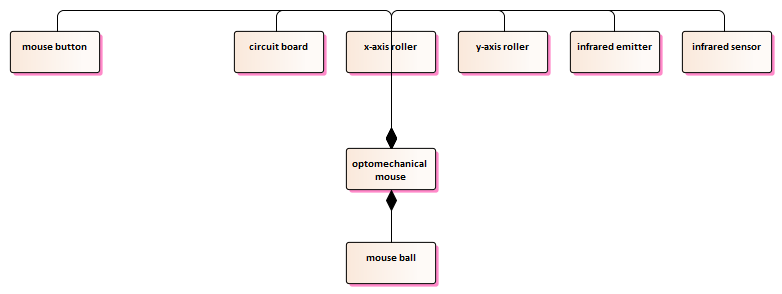 mouse button
circuit board
x-axis roller
y-axis roller
infrared emitter
infrared sensor
optomechanical
mouse
mouse ball